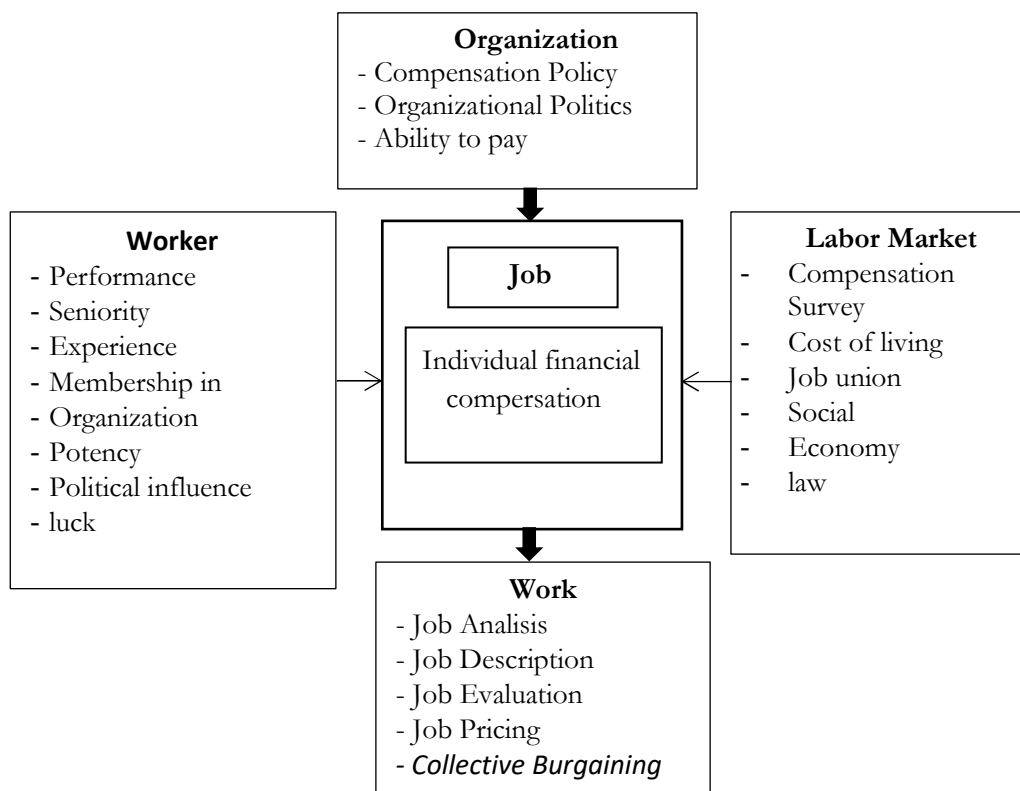 Organization
- Compensation Policy
- Organizational Politics
- Ability to pay
Worker
- Performance
- Seniority
- Experience
- Membership in
- Organization
- Potency
- Political influence
- luck
Job
Individual financial
compersation
Labor Market
- Compensation
Survey
- Cost of living
- Job union
- Social
- Economy
- law
Work
- Job Analisis
- Job Description
- Job Evaluation
- Job Pricing
- Collective Burgaining